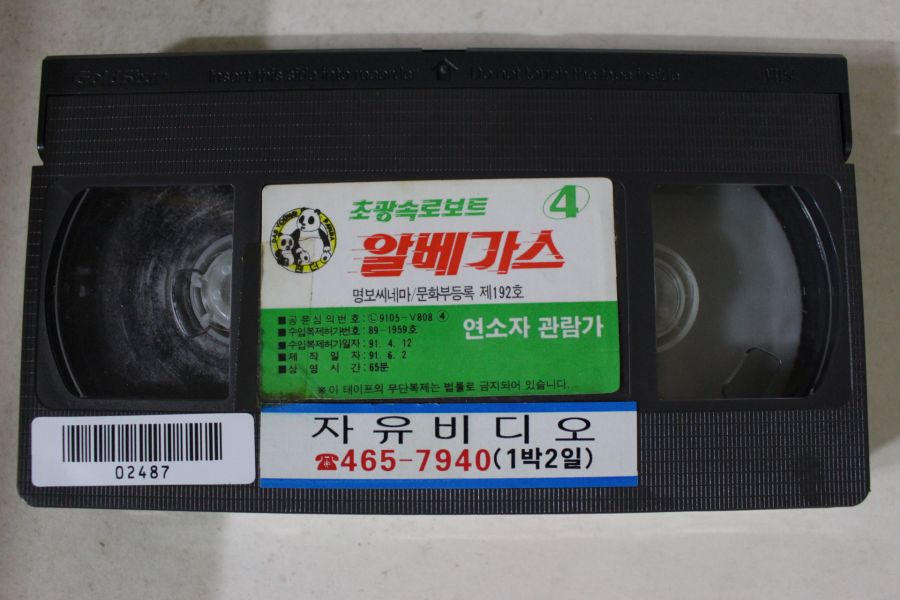 GoldStar Insert this side into recorder Do not touch the tape inside VHS
초광속로보트 4
알베가스
명보씨네마/문화부등록 제192호
■공윤심의번호:Ⓛ9105-V808 ④
■수입복제허가번호:89-1959호
■수입복제허가일자:91. 4. 12
■제 작 일 자:91. 6. 2
■상 영 시 간:65분
연소자 관람가
※이 테이프의 무단복제는 법률로 금지되어 있습니다.
자유비디오
☎465-7940(1박2일)
02487